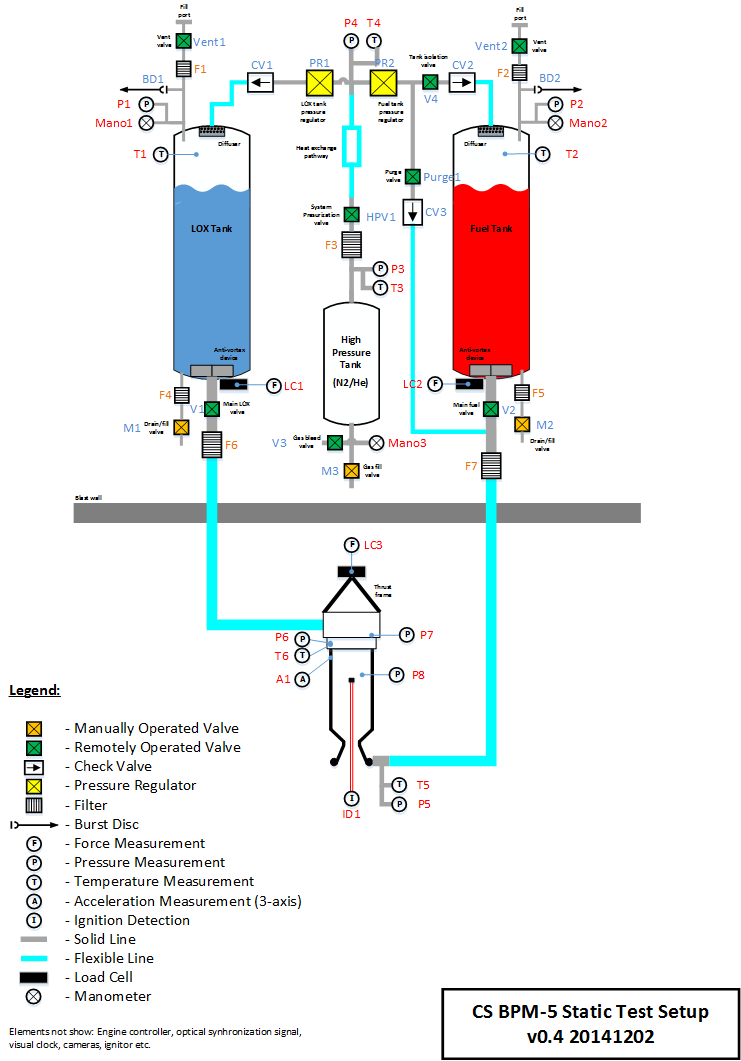 Fill
port
P4
T4
Fill
port
Vent
valve
Vent1
Vent2
Vent
valve
F1
CV1
PR1
PR2
Tank isolation
valve
CV2
F2
BD1
BD2
V4
P1
LOX tank
pressure
regulator
Fuel tank
pressure
regulator
P2
Mano1
Mano2
Diffuser
Diffuser
T1
Heat exchange
pathway
T2
Purge
valve
Purge1
System
Presurization
valve
HPV1
CV3
LOX Tank
Fuel Tank
F3
P3
T3
High
Pressure
Tank
(N2/He)
Anti-vortex
device
Anti-vortex
device
LC1
LC2
F4
F5
V1
Main LOX
valve
Main fuel
valve
V2
M1
Drain/fill
valve
M2
Drain/fill
valve
F6
V3
Gas bleed
valve
Mano3
F7
M3
Gas fill
valve
Blast wall
F
LC3
Thrust
frame
P6
P
P
P7
T6
T
A1
A
P
P8
T
T5
P
P5
I
ID1
Legend:
- Manually Operated Valve
- Remotely Operated Valve
- Check Valve
- Pressure Regulator
- Filter
- Burst Disc
F - Force Measurement
P - Pressure Measurement
T - Temperature Measurement
A - Acceleration Measurement (3-axis)
I - Ignition Detection
- Solid Line
- Flexible Line
- Load Cell
- Manometer
Elements not show: Engine controller, optical synhronization signal,
visual clock, cameras, ignitor etc.
CS BPM-5 Static Test Setup
v0.4 20141202